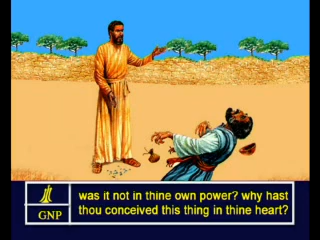 was it not in thine own power? why hast
thou conceived this thing in thine heart?
GNP